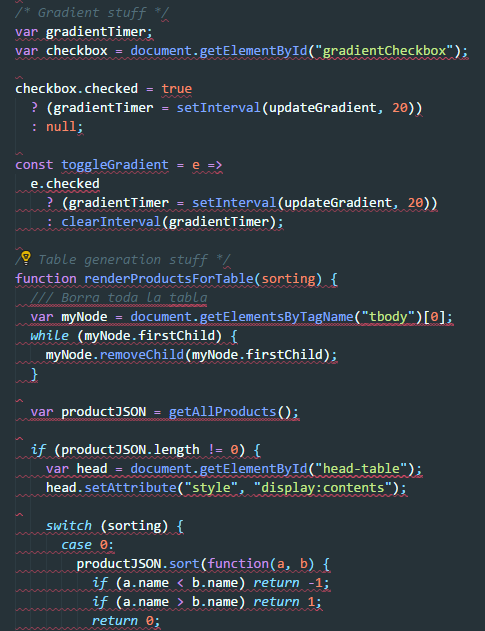 /* Gradient stuff */
var gradientTimer;
var checkbox = document.getElementById("gradientCheckbox");
checkbox.checked = true
? (gradientTimer = setInterval(updateGradient, 20))
: null;
const toggleGradient = e =>
e.checked
? (gradientTimer = setInterval(updateGradient, 20))
: clearInterval(gradientTimer);
/* Table generation stuff */
function renderProductsForTable(sorting) {
/// Borra toda la tabla
var myNode = document.getElementsByTagName("tbody")[0];
while (myNode.firstChild) {
myNode.removeChild(myNode.firstChild);
}
var productJSON = getAllProducts();
if (productJSON.length != 0) {
var head = document.getElementById("head-table");
head.setAttribute("style", "display:contents");
switch (sorting) {
case 0:
productJSON.sort(function(a, b) {
if (a.name < b.name) return -1;
if (a.name > b.name) return 1;
return 0;